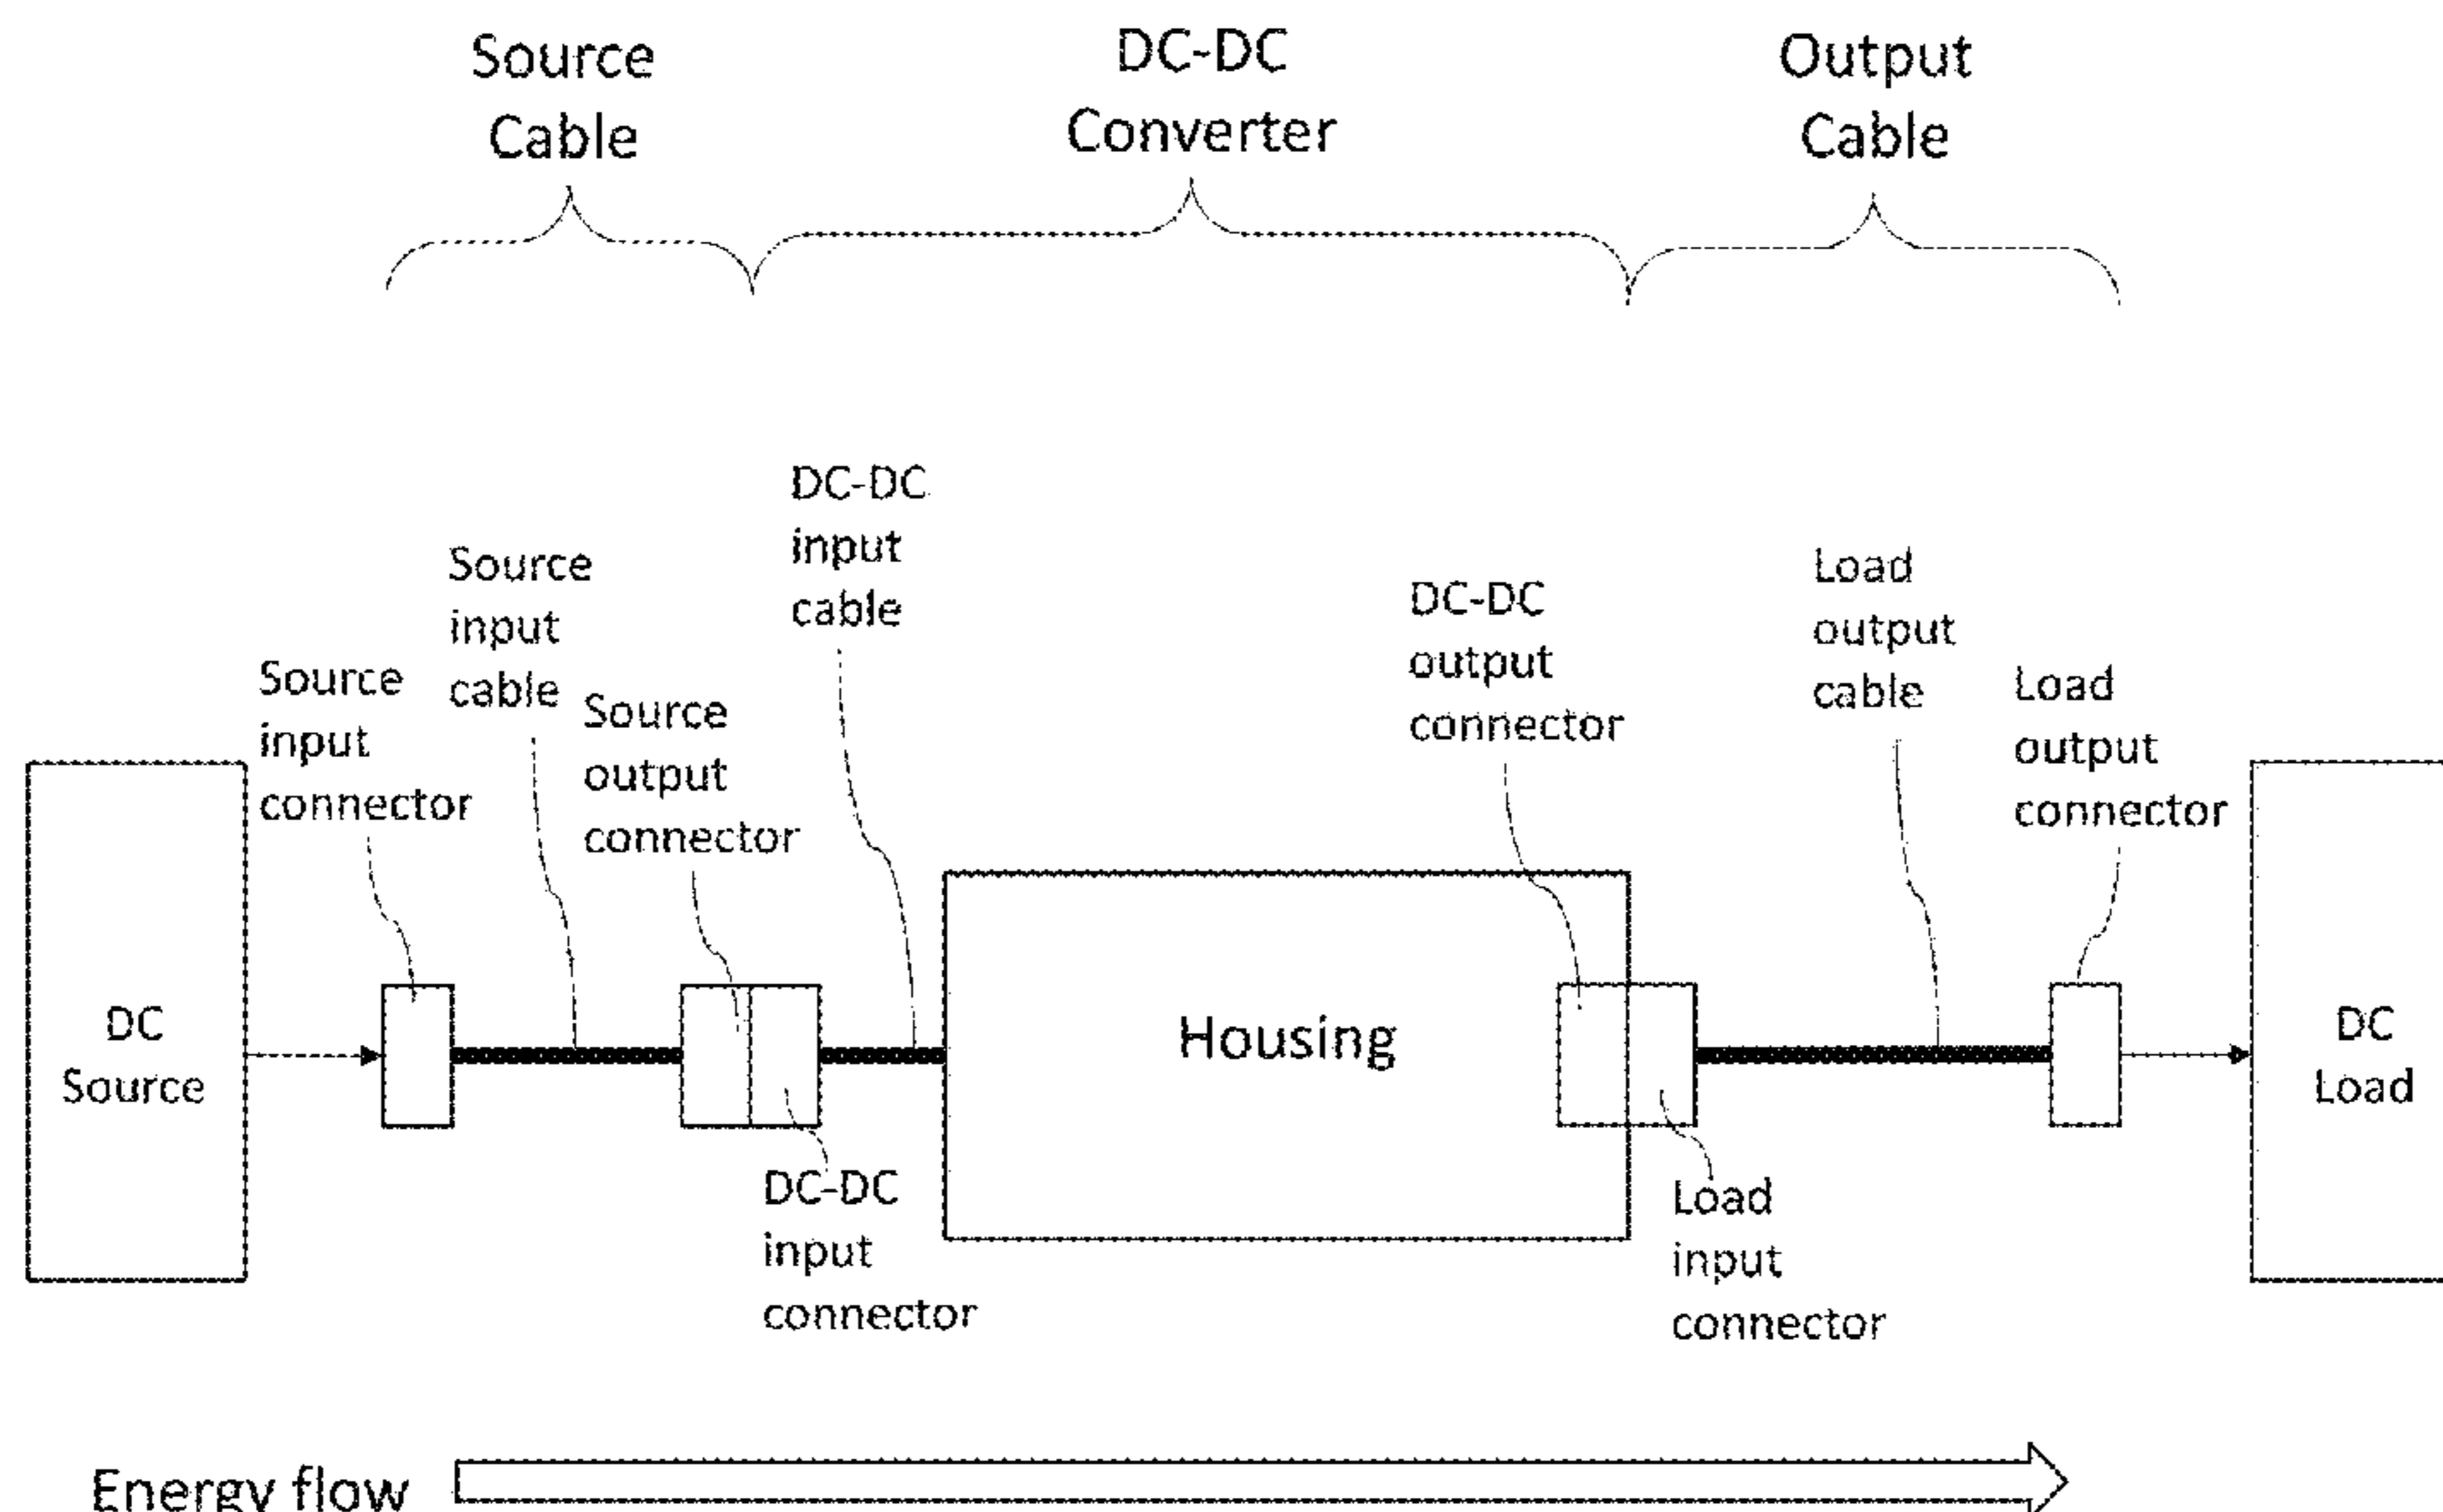 Source
Cable
DC-DC
Converter
Output
Cable
DC-DC
input
cable
Source
input
cable
Load
output
cable
DC-DC
output
connector
Source
input
connector
Load
output
connector
Source
output
connector
DC
Source
Housing
DC
Load
DC-DC
input
connector
Load
input
connector
Energy flow